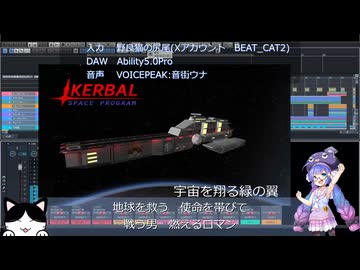 入力 野良猫の尻尾(Xアカウント BEAT_CAT2)
DAW Ability5.0Pro
音声 VOICEPEAK:音街ウナ
KERBAL
SPACE PROGRAM
宇宙を翔る緑の翼
地球を救う 使命を帯びて
戦う男 燃えるロマン